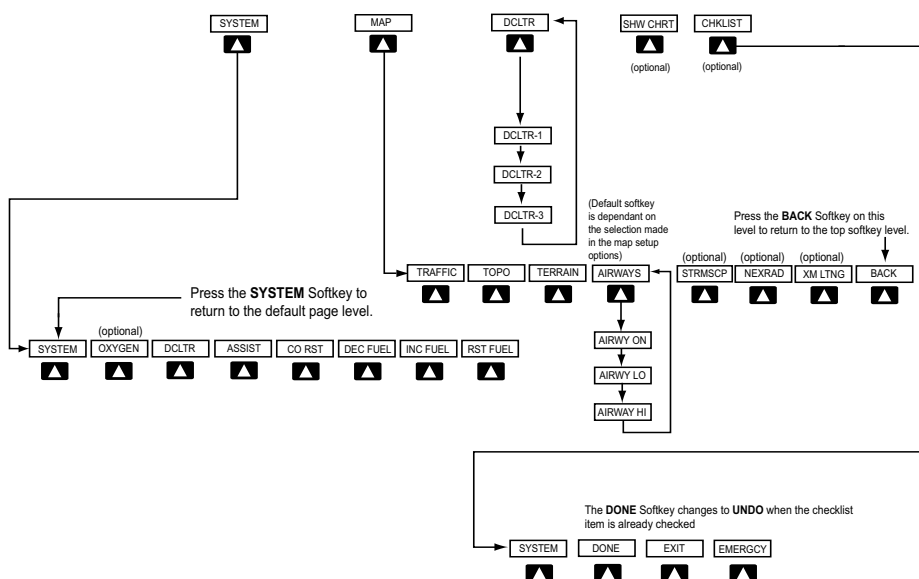 SYSTEM
MAP
DCLTR
SHW CHRT
CHKLIST
(optional)
(optional)
DCLTR-1
DCLTR-2
DCLTR-3
(Default softkey
is dependant on
the selection made
in the map setup
options)
Press the BACK Softkey on this
level to return to the top softkey level.
TRAFFIC
TOPO
TERRAIN
AIRWAYS
(optional)
STRMSCP
(optional)
NEXRAD
(optional)
XM LTNG
BACK
AIRWY ON
AIRWY LO
AIRWAY HI
Press the SYSTEM Softkey to
return to the default page level.
SYSTEM
(optional)
OXYGEN
DCLTR
ASSIST
CO RST
DEC FUEL
INC FUEL
RST FUEL
The DONE Softkey changes to UNDO when the checklist
item is already checked
SYSTEM
DONE
EXIT
EMERGCY